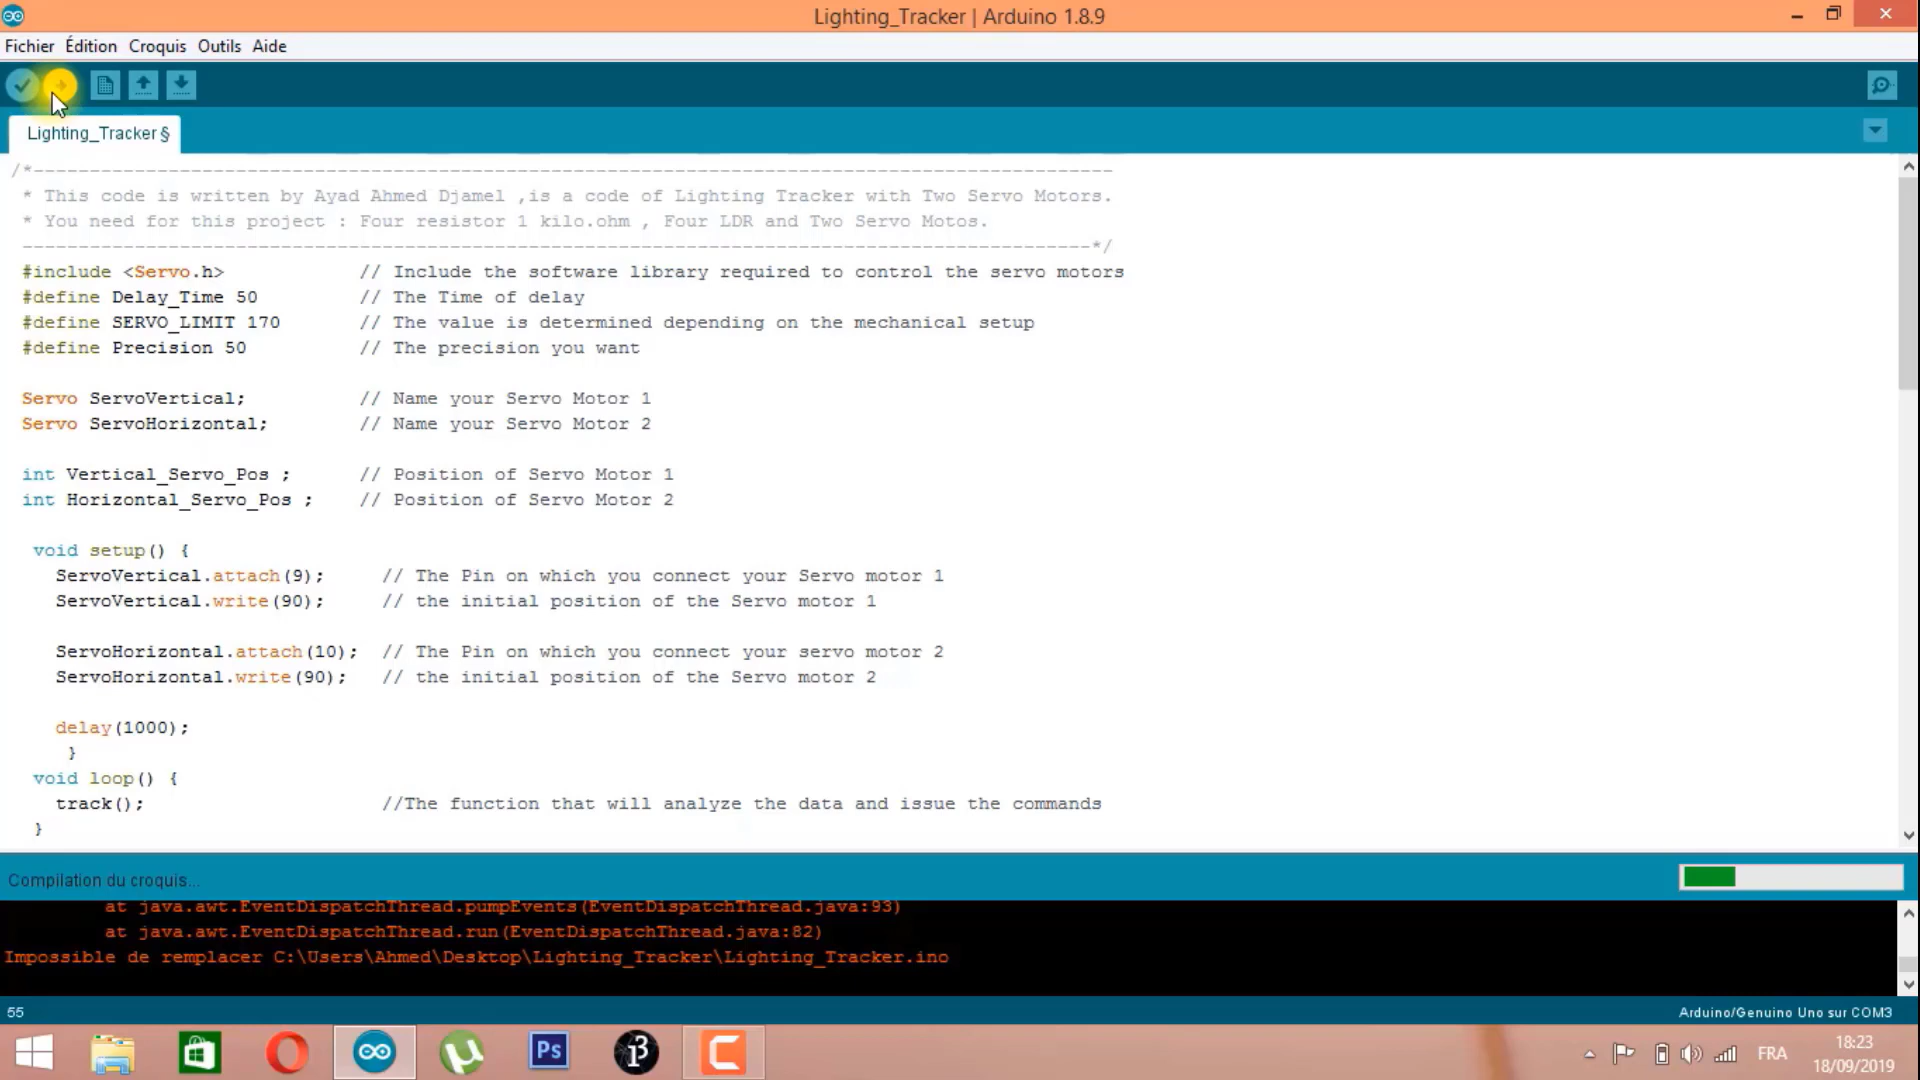 Lighting_Tracker | Arduino 1.8.9
Fichier Édition Croquis Outils Aide
Lighting_Tracker §
/*-----------------------------------------------------------------------------------------------
* This code is written by Ayad Ahmed Djamel ,is a code of Lighting Tracker with Two Servo Motors.
* You need for this project : Four resistor 1 kilo.ohm , Four LDR and Two Servo Motos.
-----------------------------------------------------------------------------------------------*/
#include <Servo.h> // Include the software library required to control the servo motors
#define Delay_Time 50 // The Time of delay
#define SERVO_LIMIT 170 // The value is determined depending on the mechanical setup
#define Precision 50 // The precision you want
Servo ServoVertical; // Name your Servo Motor 1
Servo ServoHorizontal; // Name your Servo Motor 2
int Vertical_Servo_Pos ; // Position of Servo Motor 1
int Horizontal_Servo_Pos ; // Position of Servo Motor 2
void setup() {
ServoVertical.attach(9); // The Pin on which you connect your Servo motor 1
ServoVertical.write(90); // the initial position of the Servo motor 1
ServoHorizontal.attach(10); // The Pin on which you connect your servo motor 2
ServoHorizontal.write(90); // the initial position of the Servo motor 2
delay(1000);
}
void loop() {
track(); //The function that will analyze the data and issue the commands
}
Compilation du croquis...
at java.awt.EventDispatchThread.pumpEvents(EventDispatchThread.java:93)
at java.awt.EventDispatchThread.run(EventDispatchThread.java:82)
Impossible de remplacer C:\Users\Ahmed\Desktop\Lighting_Tracker\Lighting_Tracker.ino
55
Arduino/Genuino Uno sur COM3
Ps
FRA
18:23
18/09/2019